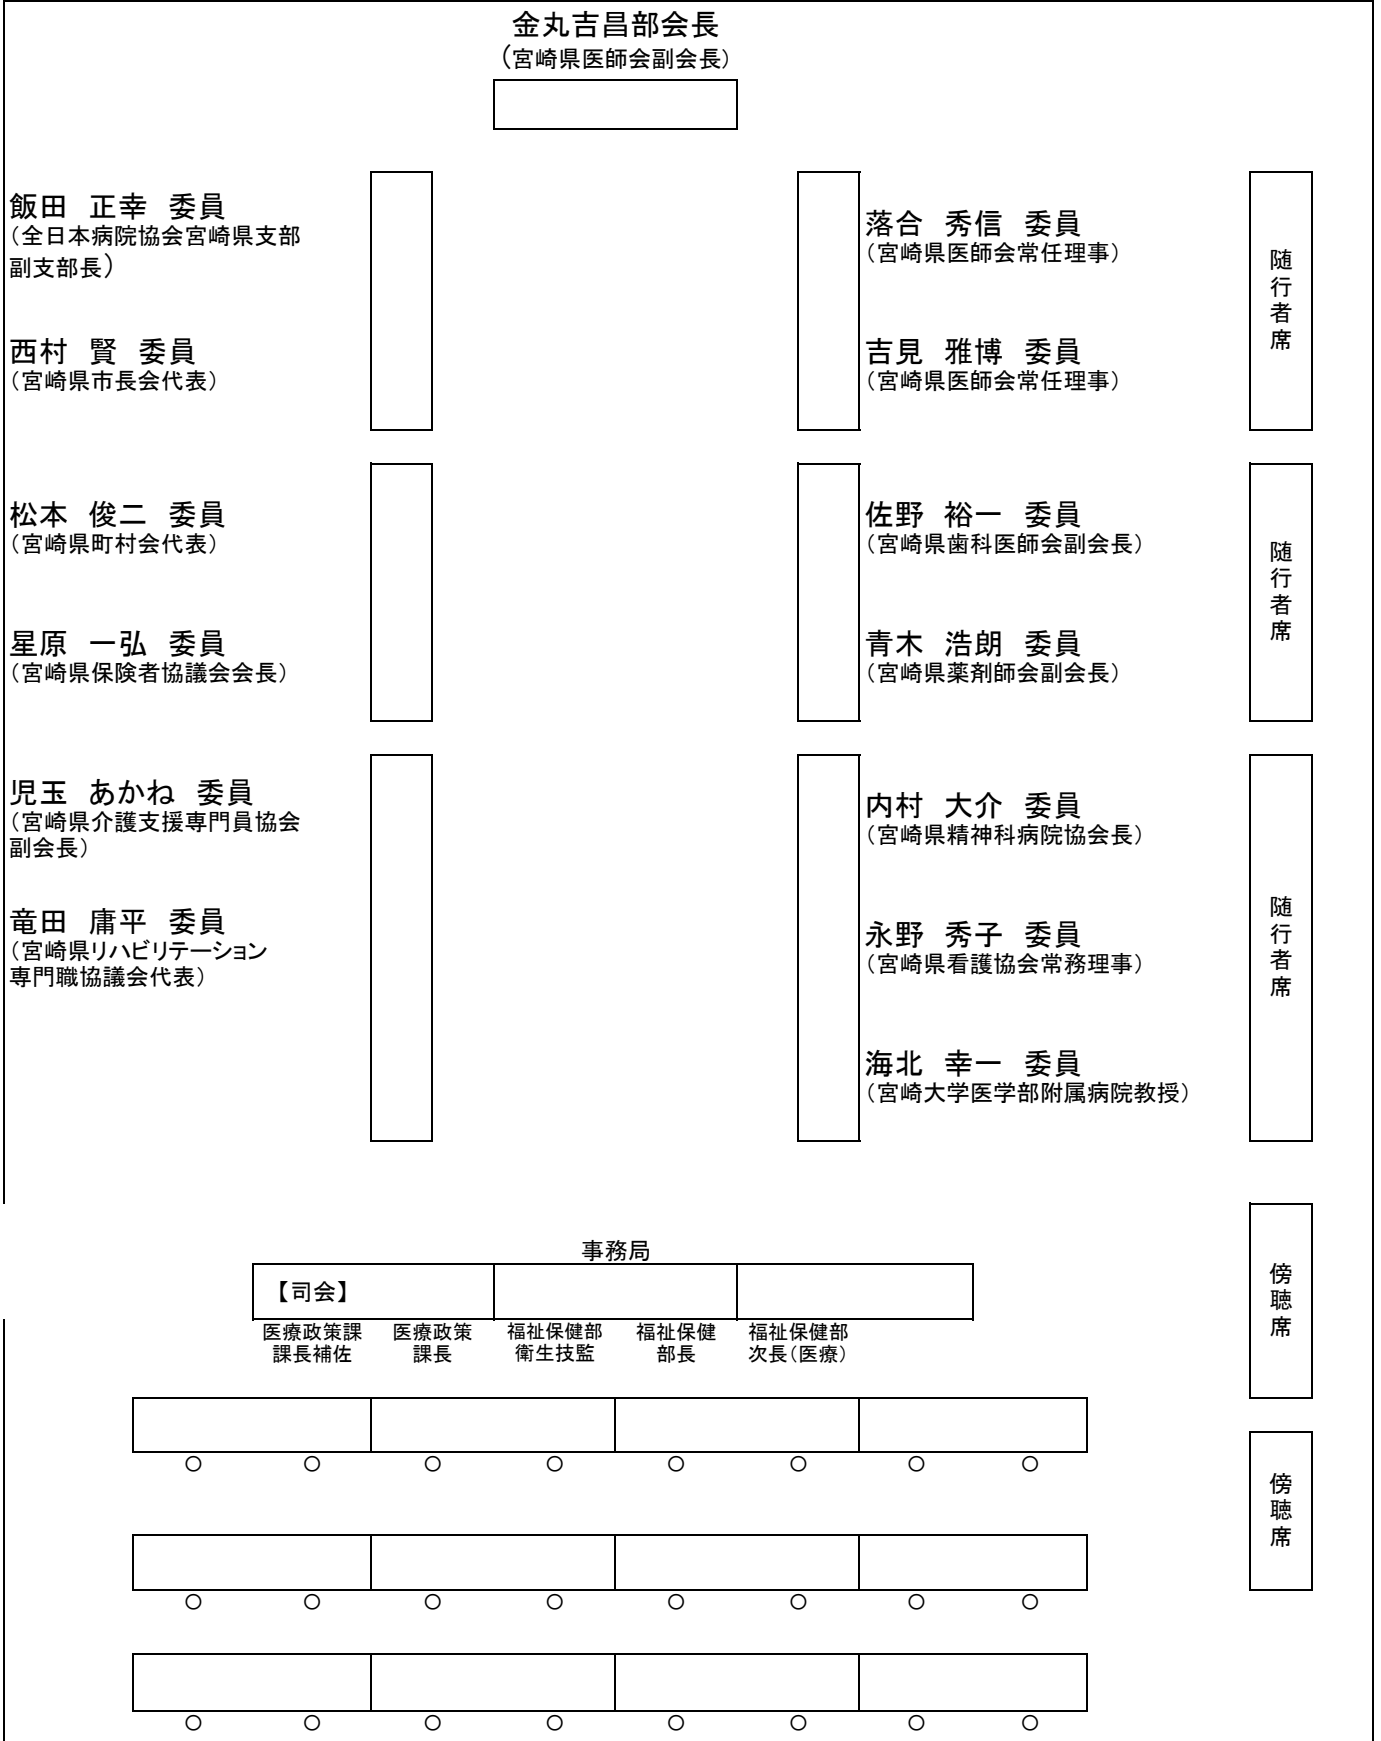 金丸吉昌部会長
（宮崎県医師会副会長）
飯田　正幸　委員
（全日本病院協会宮崎県支部
副支部長）
西村　賢　委員
（宮崎県市長会代表）
松本　俊二　委員
（宮崎県町村会代表）
星原　一弘　委員
（宮崎県保険者協議会会長）
児玉　あかね　委員
（宮崎県介護支援専門員協会
副会長）
竜田　庸平　委員
（宮崎県リハビリテーション
専門職協議会代表）
落合　秀信　委員
（宮崎県医師会常任理事）
吉見　雅博　委員
（宮崎県医師会常任理事）
佐野　裕一　委員
（宮崎県歯科医師会副会長）
青木　浩朗　委員
（宮崎県薬剤師会副会長）
内村　大介　委員
（宮崎県精神科病院協会長）
永野　秀子　委員
（宮崎県看護協会常務理事）
海北　幸一　委員
（宮崎大学医学部附属病院教授）
随行者席
随行者席
随行者席
傍聴席
傍聴席
事務局
【司会】
医療政策課
課長補佐
医療政策
課長
福祉保健部
衛生技監
福祉保健
部長
福祉保健部
次長（医療）
○ ○ ○ ○ ○ ○ ○ ○
○ ○ ○ ○ ○ ○ ○ ○
○ ○ ○ ○ ○ ○ ○ ○